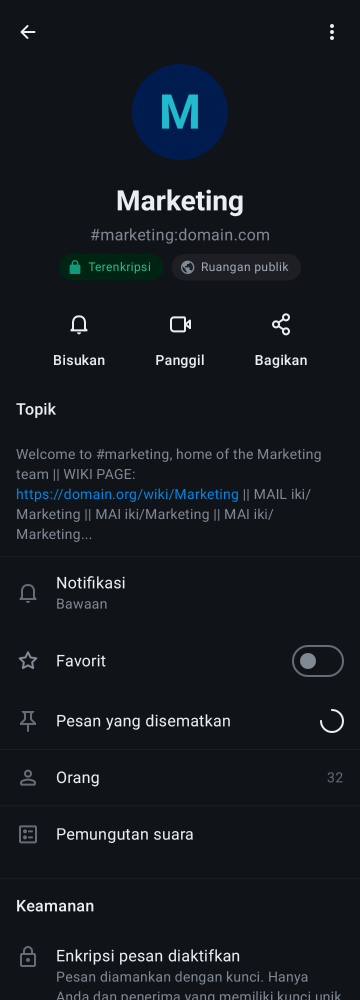 M
Marketing
#marketing:domain.com
Terenkripsi
Ruangan publik
Bisukan
Panggil
Bagikan
Topik
Welcome to #marketing, home of the Marketing
team || WIKI PAGE:
https://domain.org/wiki/Marketing || MAIL iki/
Marketing || MAI iki/Marketing || MAI iki/
Marketing...
Notifikasi
Bawaan
Favorit
Pesan yang disematkan
Orang
32
Pemungutan suara
Keamanan
Enkripsi pesan diaktifkan
Pesan diamankan dengan kunci. Hanya
Anda dan penerima yang memiliki kunci unik